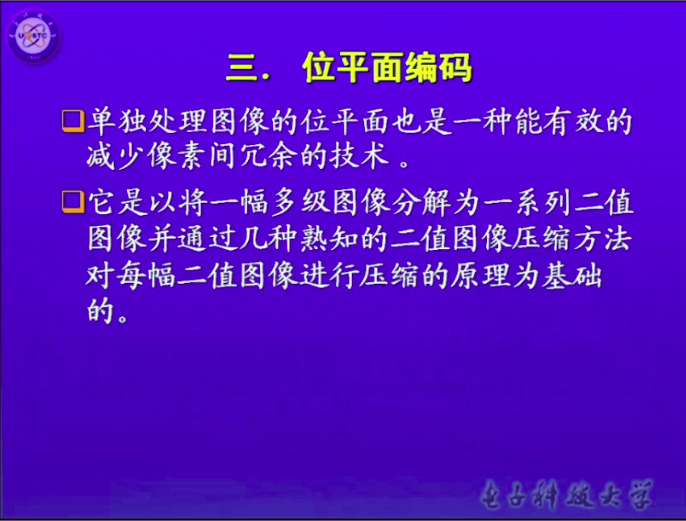 三． 位平面编码
单独处理图像的位平面也是一种能有效的
减少像素间冗余的技术 。
它是以将一幅多级图像分解为一系列二值
图像并通过几种熟知的二值图像压缩方法
对每幅二值图像进行压缩的原理为基础
的。
电子科技大学